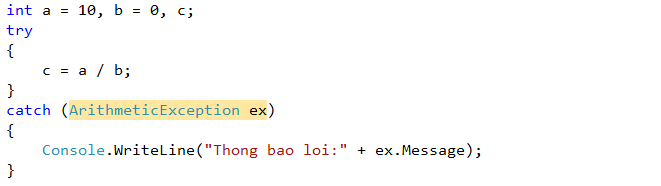 int a = 10, b = 0, c;
try
{
    c = a / b;
}
catch (ArithmeticException ex)
{
    Console.WriteLine("Thong bao loi:" + ex.Message);
}